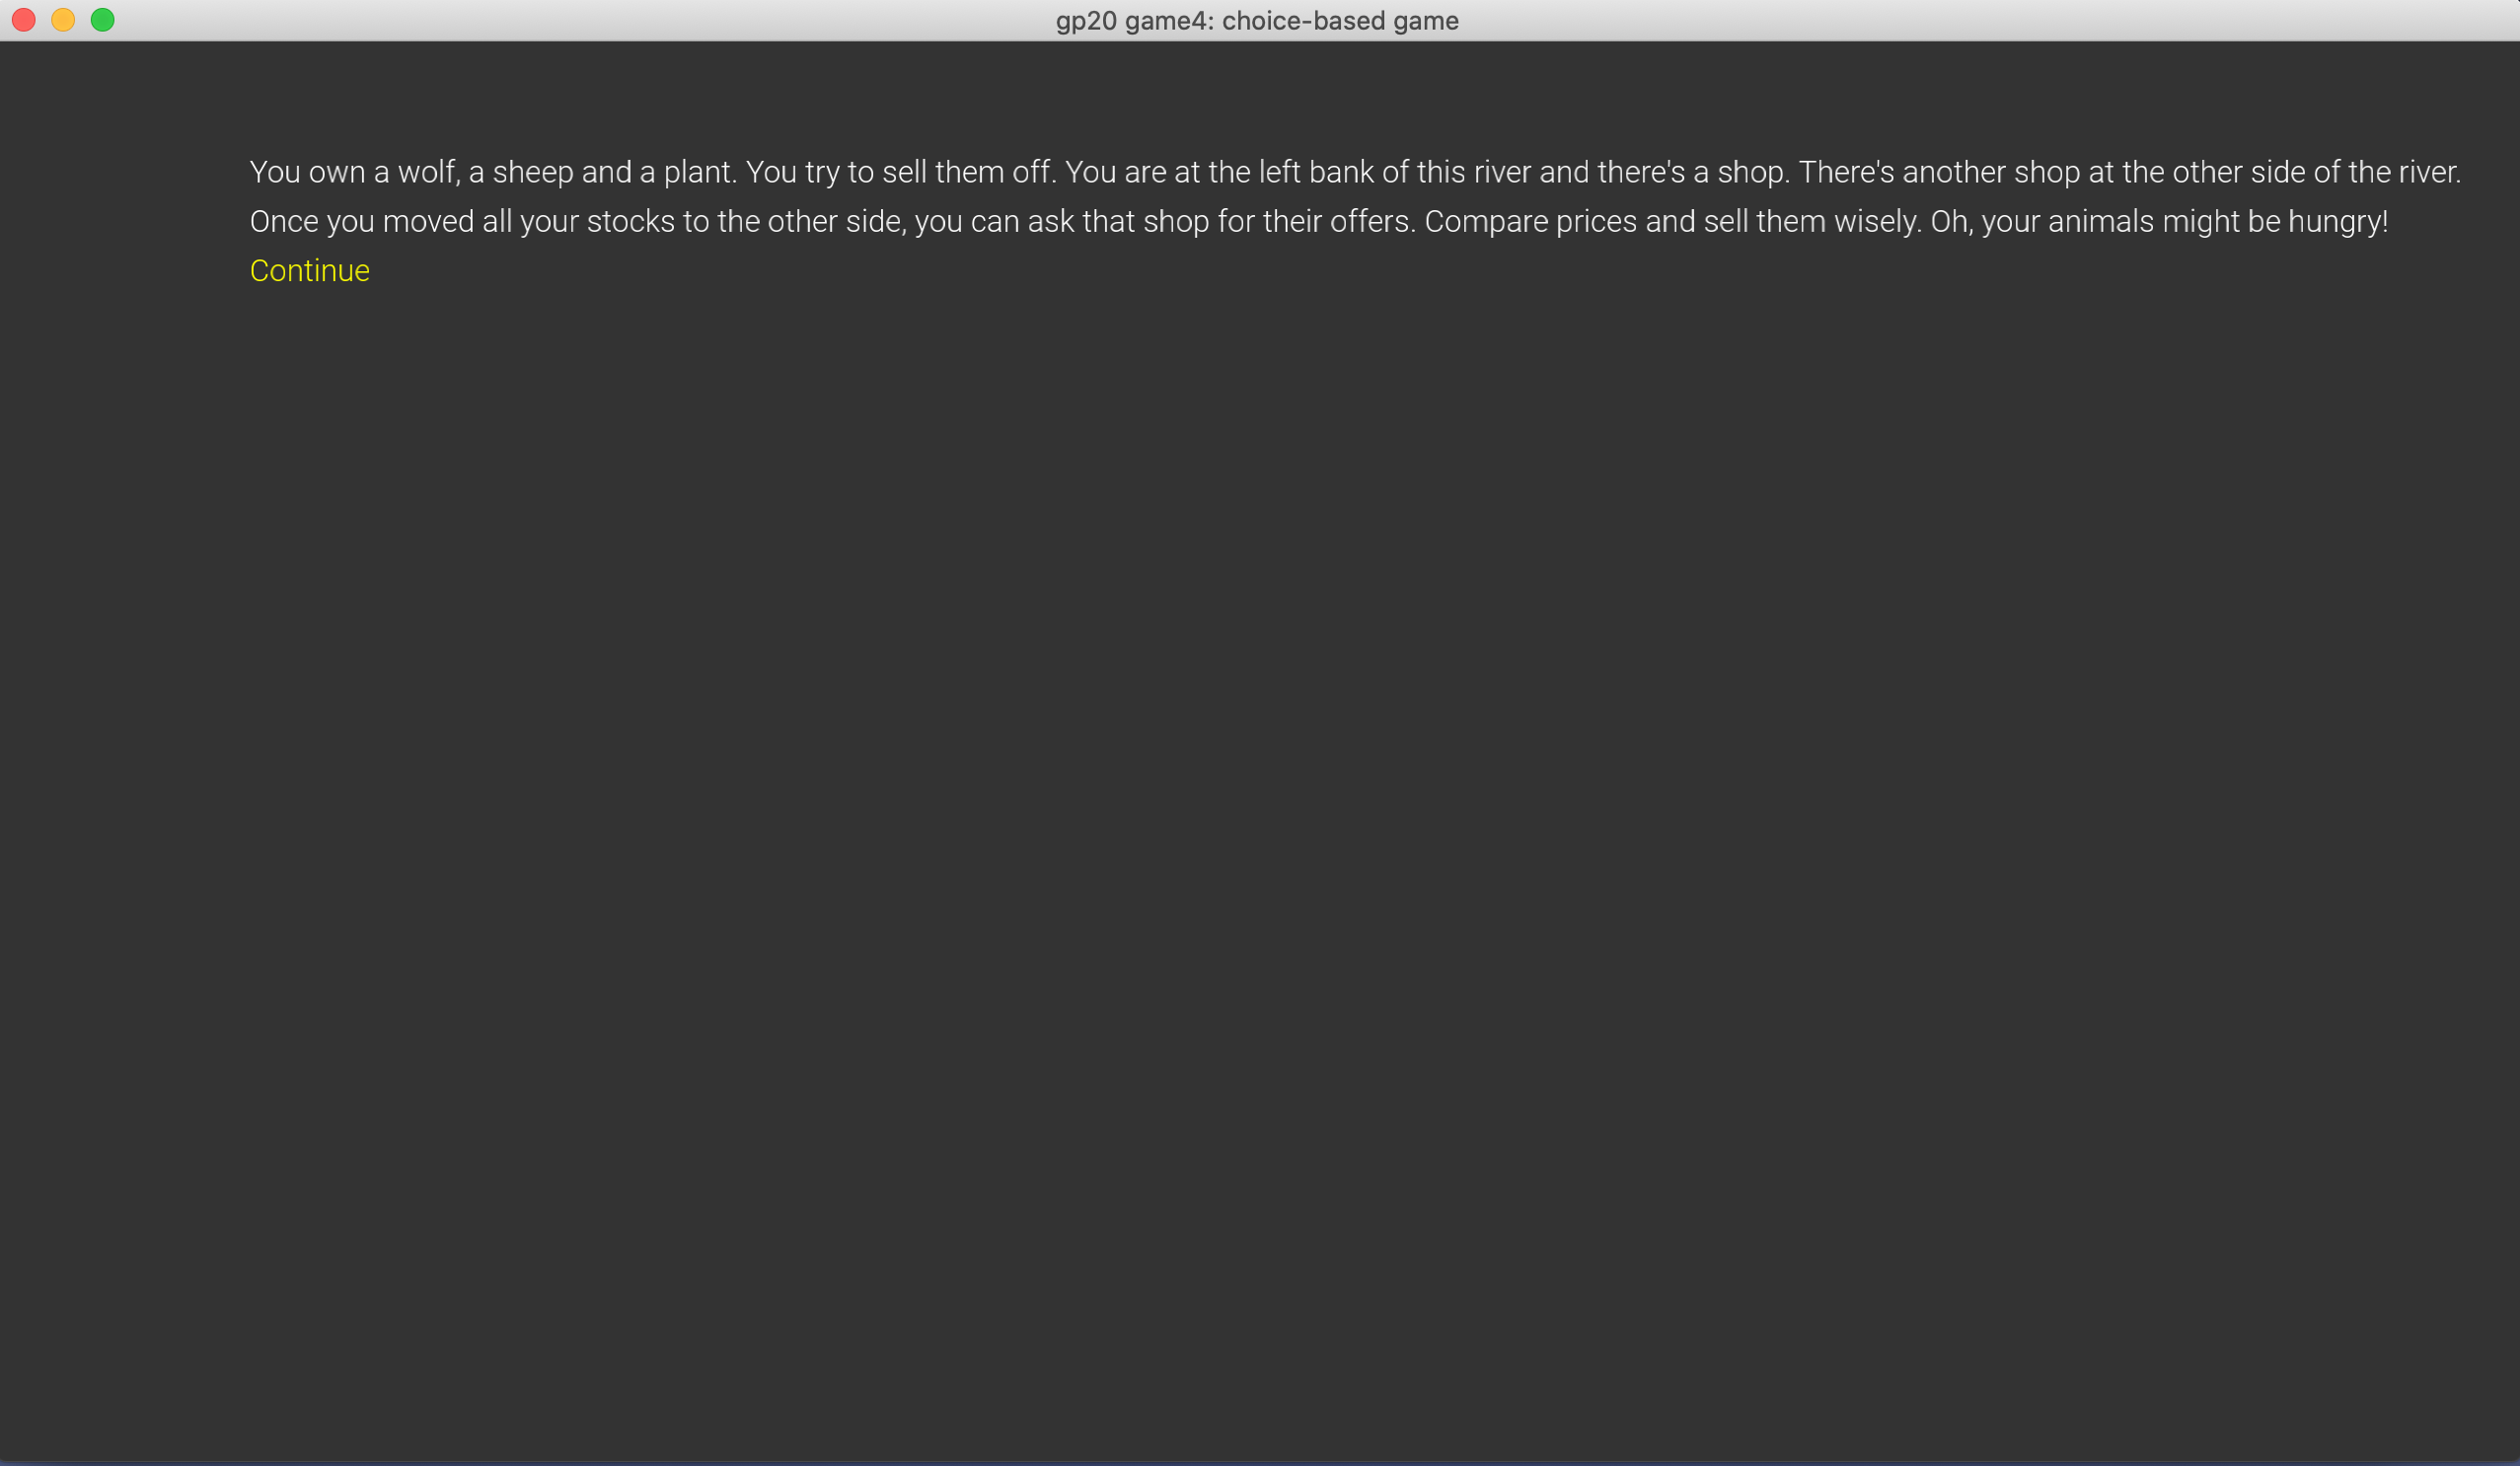 gp20 game4: choice-based game
You own a wolf, a sheep and a plant. You try to sell them off. You are at the left bank of this river and there's a shop. There's another shop at the other side of the river.
Once you moved all your stocks to the other side, you can ask that shop for their offers. Compare prices and sell them wisely. Oh, your animals might be hungry!
Continue